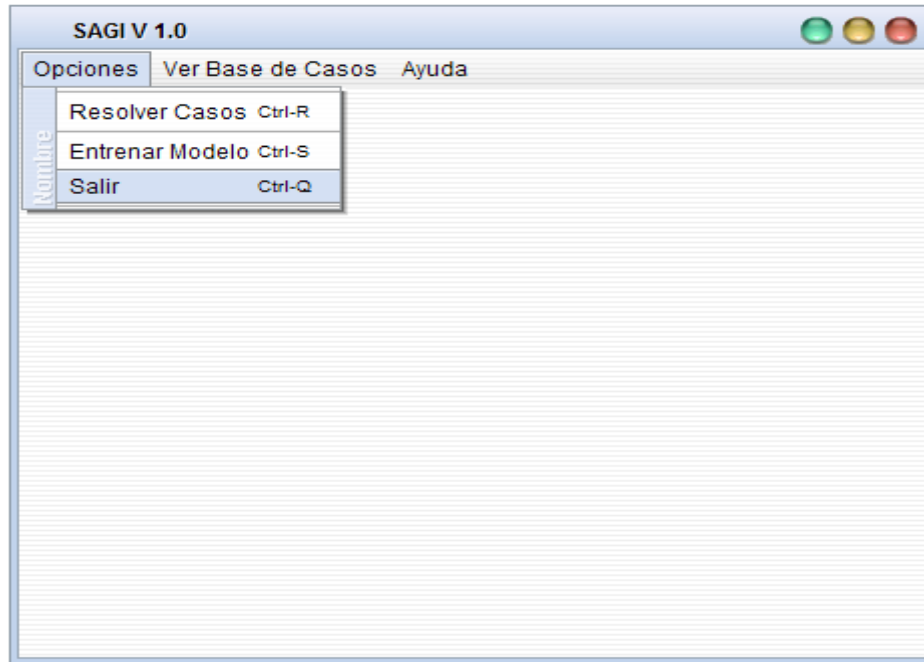 SAGI V 1.0
Opciones Ver Base de Casos Ayuda
Resolver Casos Ctrl-R
Entrenar Modelo Ctrl-S
Salir Ctrl-Q
Nombre